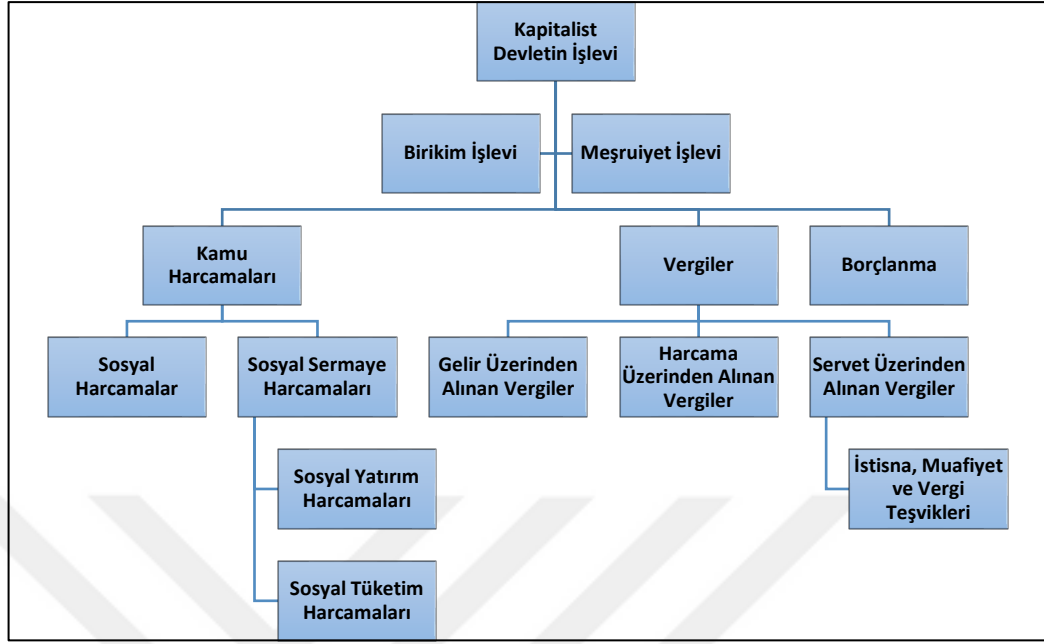 Kapitalist
Devletin İşlevi
Birikim İşlevi
Meşruiyet İşlevi
Kamu
Harcamaları
Vergiler
Borçlanma
Sosyal
Harcamalar
Sosyal Sermaye
Harcamaları
Gelir Üzerinden
Alınan Vergiler
Harcama
Üzerinden Alınan
Vergiler
Servet Üzerinden
Alınan Vergiler
Sosyal Yatırım
Harcamaları
İstisna, Muafiyet
ve Vergi
Teşvikleri
Sosyal Tüketim
Harcamaları